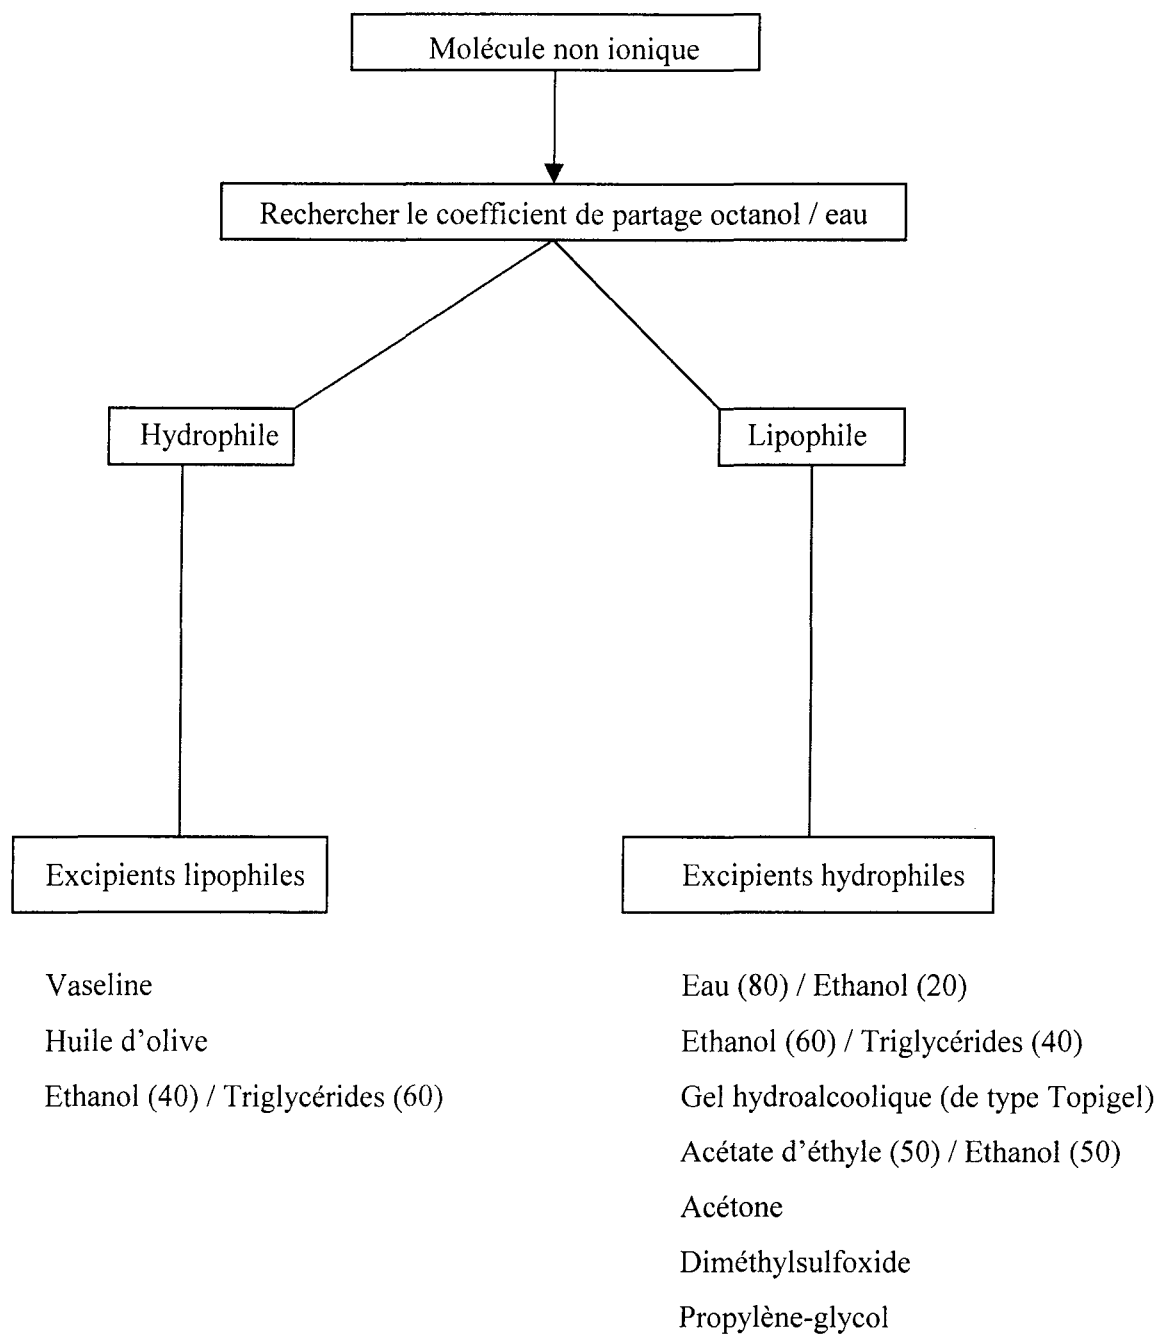 Molécule non ionique
Rechercher le coefficient de partage octanol / eau
Hydrophile
Lipophile
Excipients lipophiles
Excipients hydrophiles
Vaseline
Huile d'olive
Ethanol (40) / Triglycérides (60)
Eau (80) / Ethanol (20)
Ethanol (60) / Triglycérides (40)
Gel hydroalcoolique (de type Topigel)
Acétate d'éthyle (50) / Ethanol (50)
Acétone
Diméthylsulfoxide
Propylène-glycol